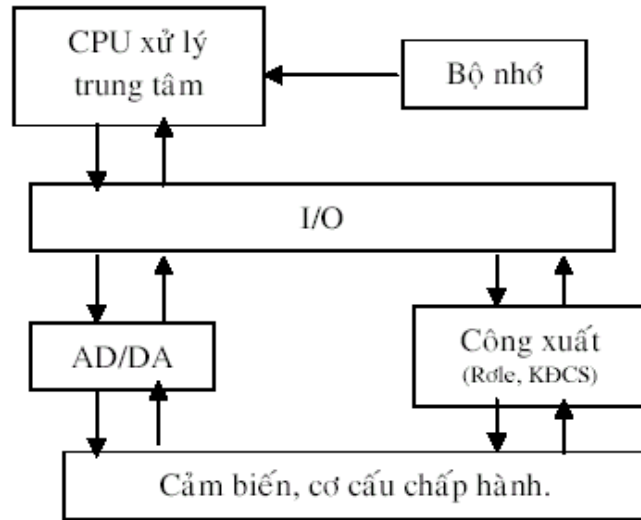 CPU xử lý
trung tâm
Bộ nhớ
I/O
AD/DA
Công xuất
(Rơle, KĐCS)
Cảm biến, cơ cấu chấp hành.